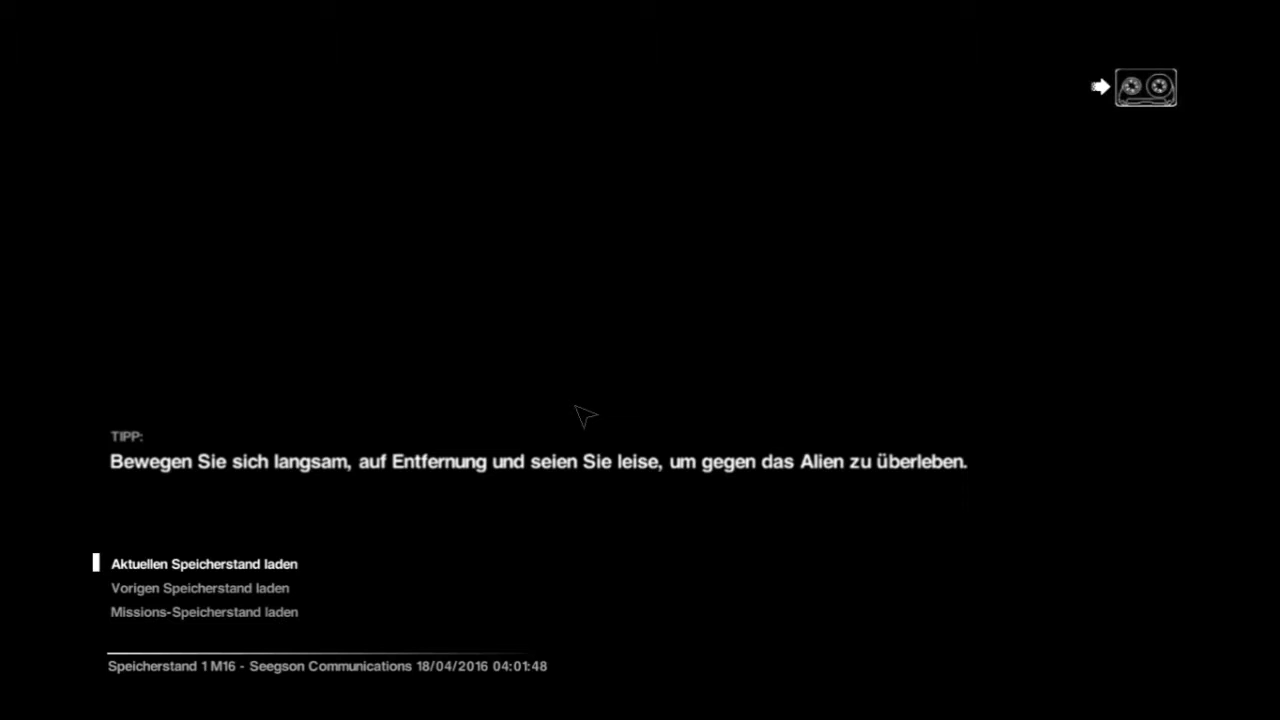 TIPP:
Bewegen Sie sich langsam, auf Entfernung und seien Sie leise, um gegen das Alien zu überleben.
Aktuellen Speicherstand laden
Vorigen Speicherstand laden
Missions-Speicherstand laden
Speicherstand 1 M16 - Seegson Communications 18/04/2016 04:01:48